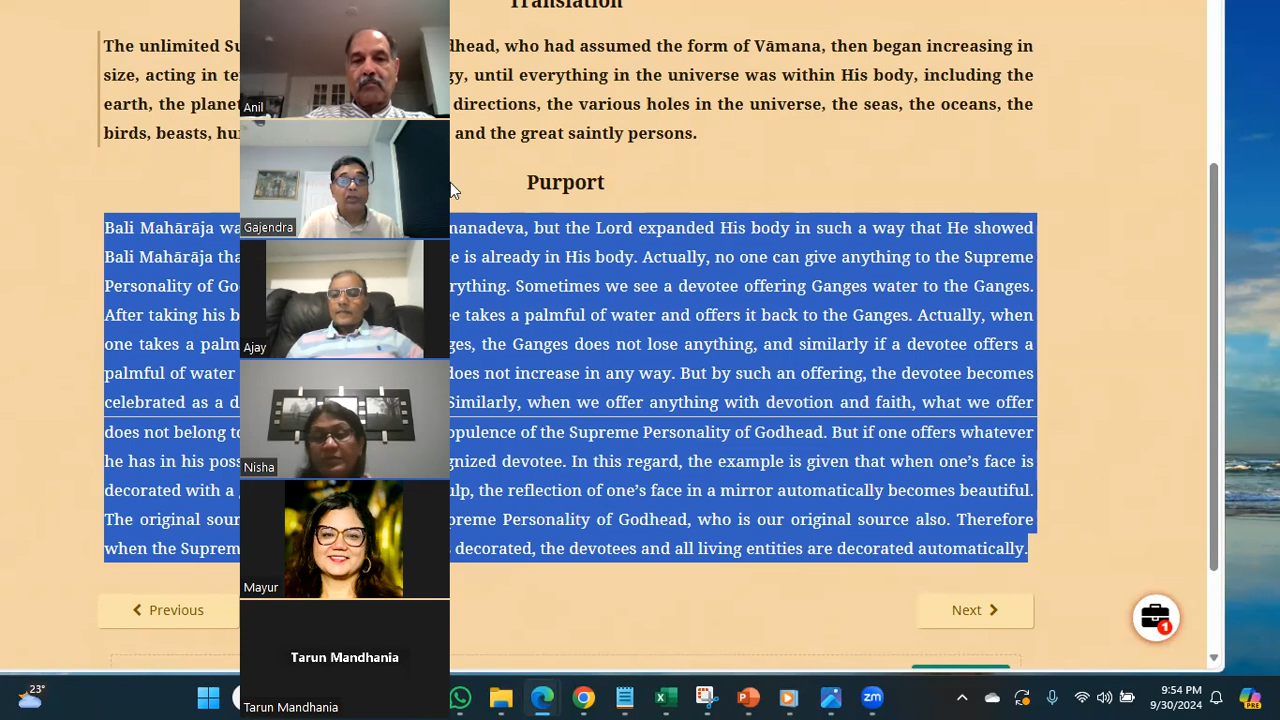 Translation
The unlimited Su dhead, who had assumed the form of Vāmana, then began increasing in
size, acting in te gy, until everything in the universe was within His body, including the
earth, the plane directions, the various holes in the universe, the seas, the oceans, the
birds, beasts, hu and the great saintly persons.
Purport
Bali Mahārāja wa manadeva, but the Lord expanded His body in such a way that He showed
Bali Mahārāja tha e is already in His body. Actually, no one can give anything to the Supreme
Personality of Go rything. Sometimes we see a devotee offering Ganges water to the Ganges.
After taking his b ee takes a palmful of water and offers it back to the Ganges. Actually, when
one takes a palm ges, the Ganges does not lose anything, and similarly if a devotee offers a
palmful of water does not increase in any way. But by such an offering, the devotee becomes
celebrated as a d Similarly, when we offer anything with devotion and faith, what we offer
does not belong to opulence of the Supreme Personality of Godhead. But if one offers whatever
he has in his poss gnized devotee. In this regard, the example is given that when one’s face is
decorated with a ulp, the reflection of one’s face in a mirror automatically becomes beautiful.
The original sour preme Personality of Godhead, who is our original source also. Therefore
when the Suprem decorated, the devotees and all living entities are decorated automatically.
Previous
Next
1
Anil
Gajendra
Ajay
Nisha
Mayur
Tarun Mandhania
Tarun Mandhania
23°
zm
9:54 PM
9/30/2024
PRE